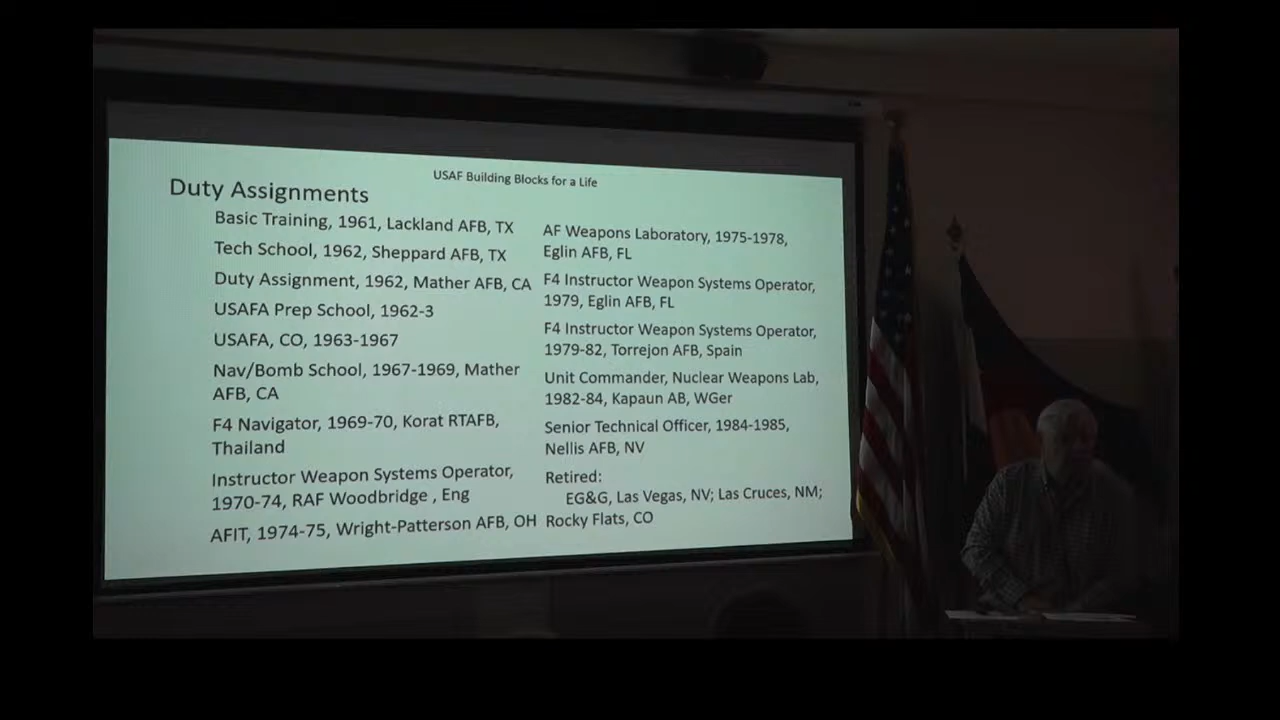 USAF Building Blocks for a Life
Duty Assignments
Basic Training, 1961, Lackland AFB, TX
Tech School, 1962, Sheppard AFB, TX
Duty Assignment, 1962, Mather AFB, CA
USAFA Prep School, 1962-3
USAFA, CO, 1963-1967
Nav/Bomb School, 1967-1969, Mather
AFB, CA
F4 Navigator, 1969-70, Korat RTAFB,
Thailand
Instructor Weapon Systems Operator,
1970-74, RAF Woodbridge , Eng
AFIT, 1974-75, Wright-Patterson AFB, OH
AF Weapons Laboratory, 1975-1978,
Eglin AFB, FL
F4 Instructor Weapon Systems Operator,
1979, Eglin AFB, FL
F4 Instructor Weapon Systems Operator,
1979-82, Torrejon AFB, Spain
Unit Commander, Nuclear Weapons Lab,
1982-84, Kapaun AB, WGer
Senior Technical Officer, 1984-1985,
Nellis AFB, NV
Retired:
EG&G, Las Vegas, NV; Las Cruces, NM;
Rocky Flats, CO